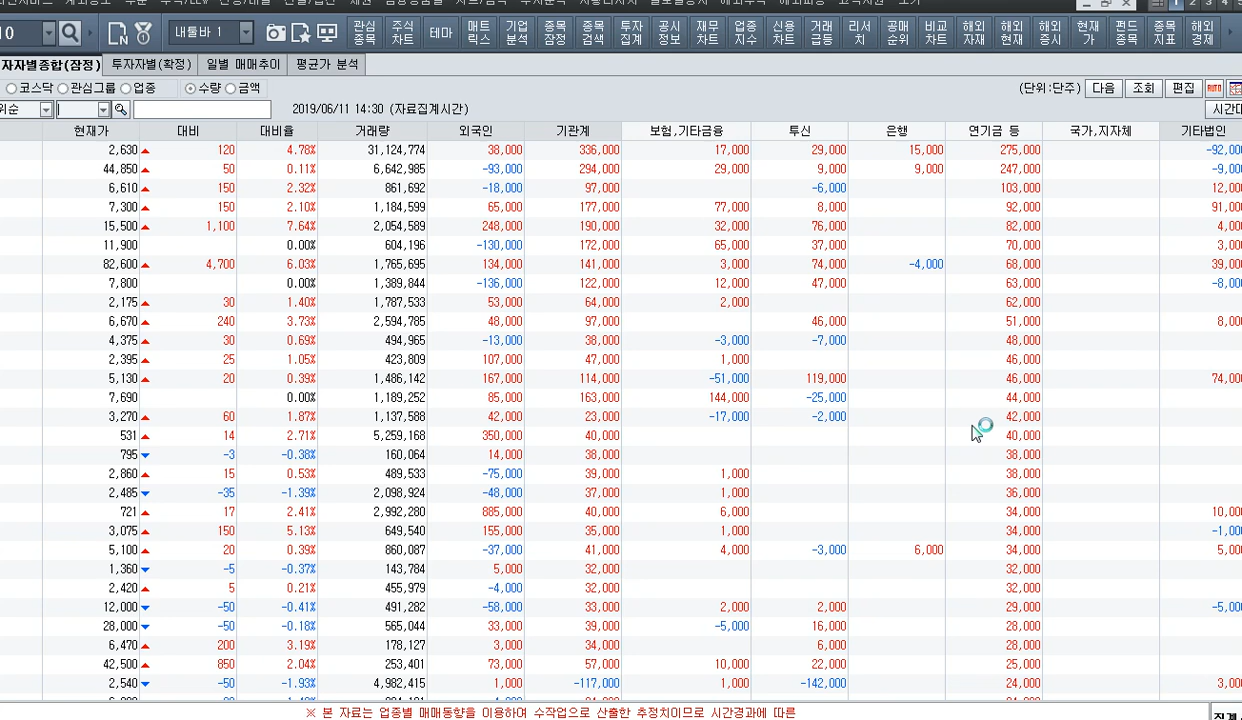 내툴바 1 관심종목 주식차트 테마 매트릭스 기업분석 종목잠정 종목검색 투자집계 공시정보 재무차트 업종지수 신용차트 거래급등 리서치 공매순위 비교차트 해외자재 해외현재 해외증시 현재가 펀드종목 종목지표 해외경제
자자별종합(잠정) 투자자별(확정) 일별 매매추이 평균가 분석
코스닥 관심그룹 업종 수량 금액 (단위:단주) 다음 조회 편집 AUTO
위순 2019/06/11 14:30 (자료집계시간) 시간대
현재가 대비 대비율 거래량 외국인 기관계 보험,기타금융 투신 은행 연기금 등 국가,지자체 기타법인
2,630 ▲ 120 4.78% 31,124,774 38,000 336,000 17,000 29,000 15,000 275,000 -92,00
44,850 ▲ 50 0.11% 6,642,985 -93,000 294,000 29,000 9,000 9,000 247,000 -9,00
6,610 ▲ 150 2.32% 861,692 -18,000 97,000 -6,000 103,000 12,00
7,300 ▲ 150 2.10% 1,184,599 65,000 177,000 77,000 8,000 92,000 91,00
15,500 ▲ 1,100 7.64% 2,054,589 248,000 190,000 32,000 76,000 82,000 4,00
11,900 0.00% 604,196 -130,000 172,000 65,000 37,000 70,000 3,00
82,600 ▲ 4,700 6.03% 1,765,695 134,000 141,000 3,000 74,000 -4,000 68,000 39,00
7,800 0.00% 1,389,844 -136,000 122,000 12,000 47,000 63,000 -8,00
2,175 ▲ 30 1.40% 1,787,533 53,000 64,000 2,000 62,000
6,670 ▲ 240 3.73% 2,594,785 48,000 97,000 46,000 51,000 8,00
4,375 ▲ 30 0.69% 494,965 -13,000 38,000 -3,000 -7,000 48,000
2,395 ▲ 25 1.05% 423,809 107,000 47,000 1,000 46,000
5,130 ▲ 20 0.39% 1,486,142 167,000 114,000 -51,000 119,000 46,000 74,00
7,690 0.00% 1,189,252 85,000 163,000 144,000 -25,000 44,000
3,270 ▲ 60 1.87% 1,137,588 42,000 23,000 -17,000 -2,000 42,000
531 ▲ 14 2.71% 5,259,168 350,000 40,000 40,000
795 ▼ -3 -0.38% 160,064 14,000 38,000 38,000
2,860 ▲ 15 0.53% 489,533 -75,000 39,000 1,000 38,000
2,485 ▼ -35 -1.39% 2,098,924 -48,000 37,000 1,000 36,000
721 ▲ 17 2.41% 2,992,280 885,000 40,000 6,000 34,000 10,00
3,075 ▲ 150 5.13% 649,540 155,000 35,000 1,000 34,000 -1,00
5,100 ▲ 20 0.39% 860,087 -37,000 41,000 4,000 -3,000 6,000 34,000 5,00
1,360 ▼ -5 -0.37% 143,784 5,000 32,000 32,000
2,420 ▲ 5 0.21% 455,979 -4,000 32,000 32,000
12,000 ▼ -50 -0.41% 491,282 -58,000 33,000 2,000 2,000 29,000 -5,00
28,000 ▼ -50 -0.18% 565,044 33,000 39,000 -5,000 16,000 28,000
6,470 ▲ 200 3.19% 178,127 3,000 34,000 6,000 28,000
42,500 ▲ 850 2.04% 253,401 73,000 57,000 10,000 22,000 25,000
2,540 ▼ -50 -1.93% 4,982,415 1,000 -117,000 1,000 -142,000 24,000 3,00
※ 본 자료는 업종별 매매동향을 이용하여 수작업으로 산출한 추정치이므로 시간경과에 따른